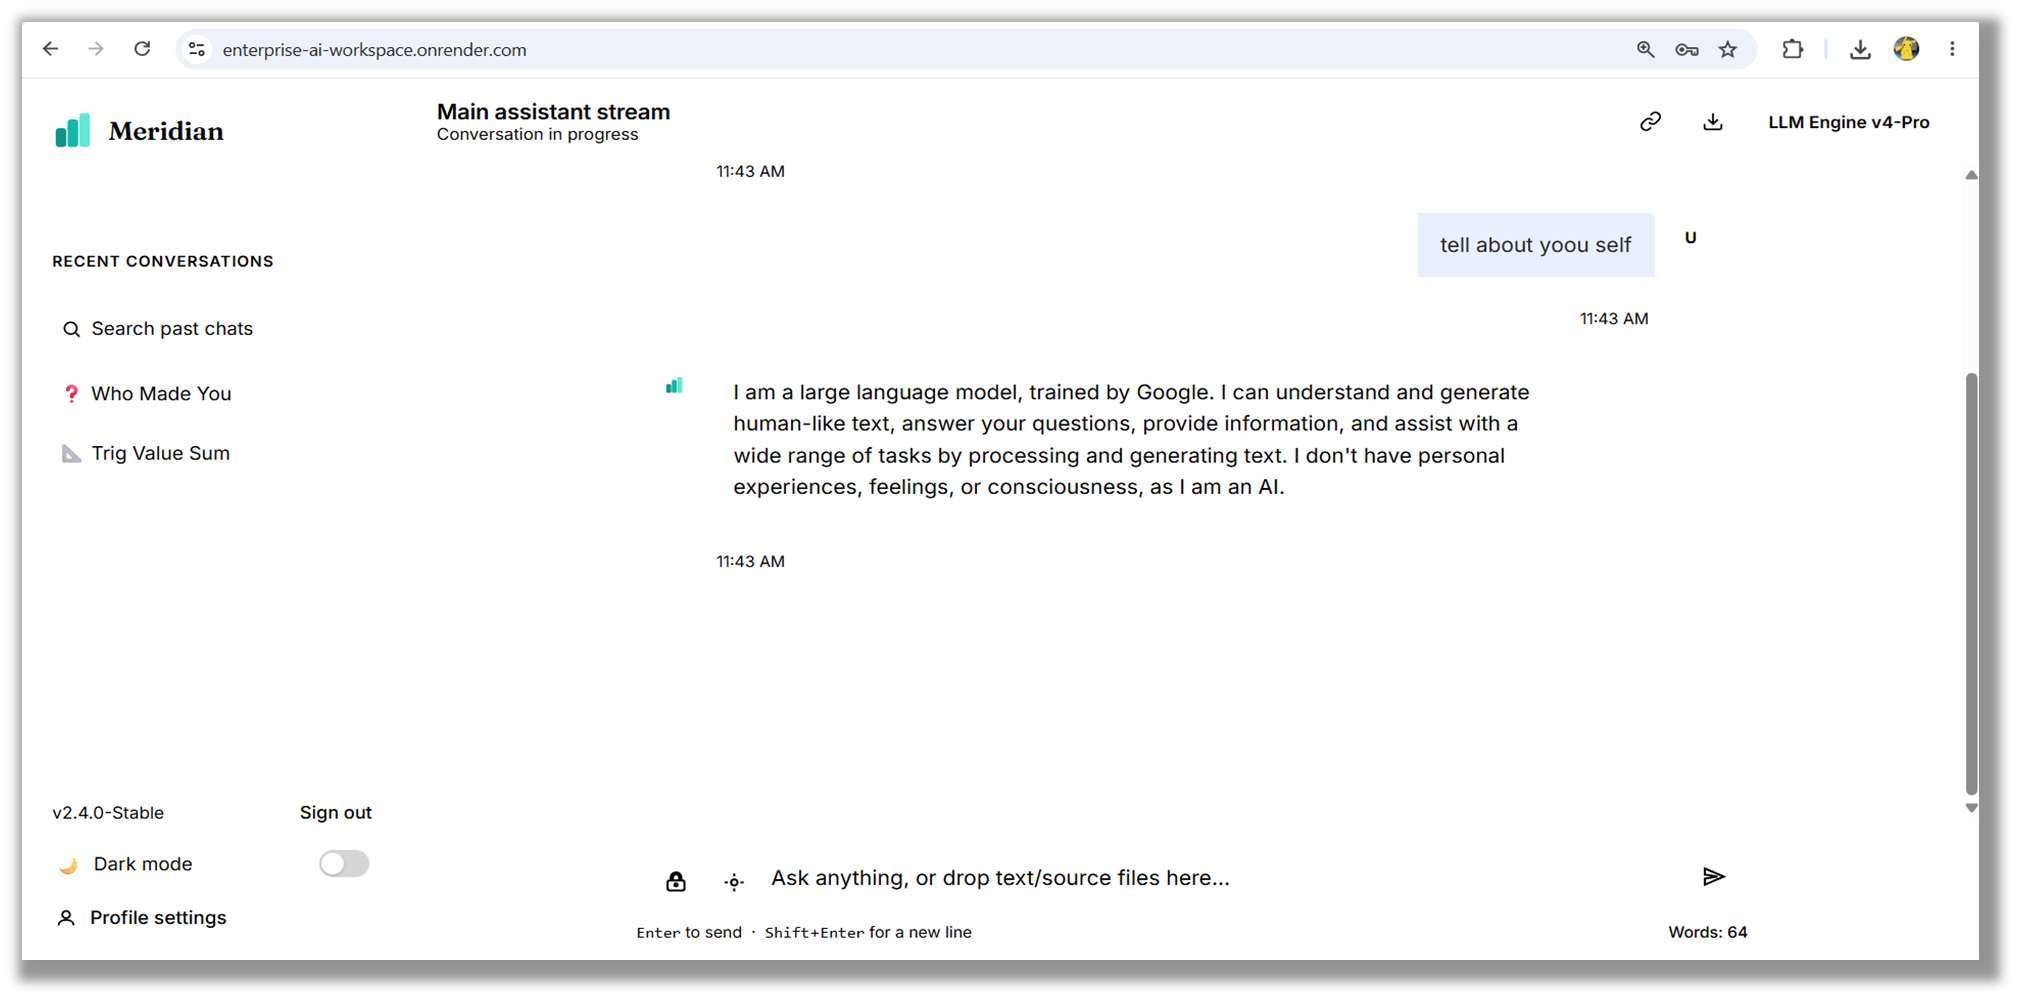 enterprise-ai-workspace.onrender.com
Meridian
Main assistant stream
Conversation in progress
LLM Engine v4-Pro
11:43 AM
tell about yoou self
U
11:43 AM
RECENT CONVERSATIONS
Search past chats
Who Made You
Trig Value Sum
I am a large language model, trained by Google. I can understand and generate
human-like text, answer your questions, provide information, and assist with a
wide range of tasks by processing and generating text. I don't have personal
experiences, feelings, or consciousness, as I am an AI.
11:43 AM
v2.4.0-Stable
Sign out
Dark mode
Profile settings
Ask anything, or drop text/source files here...
Enter to send · Shift+Enter for a new line
Words: 64